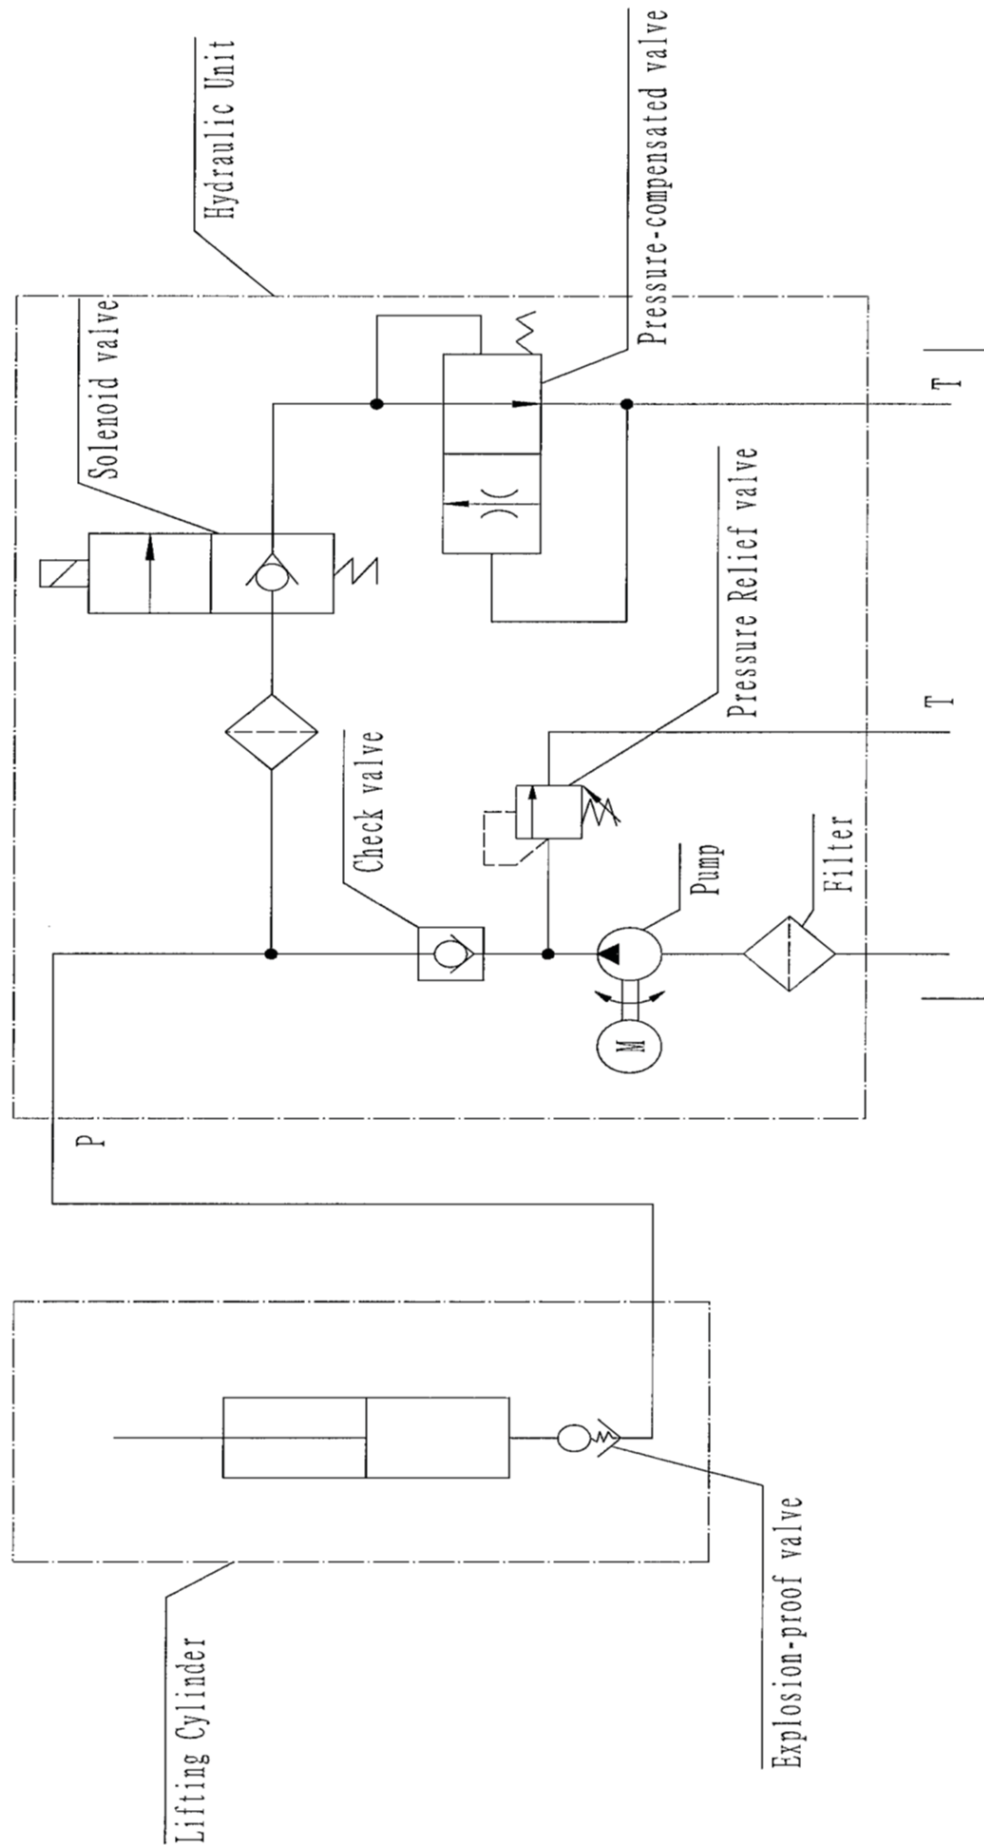 Hydraulic Unit
Solenoid valve
Pressure-compensated valve
Check valve
Pressure Relief valve
Pump
Filter
M
T
T
P
Lifting Cylinder
Explosion-proof valve